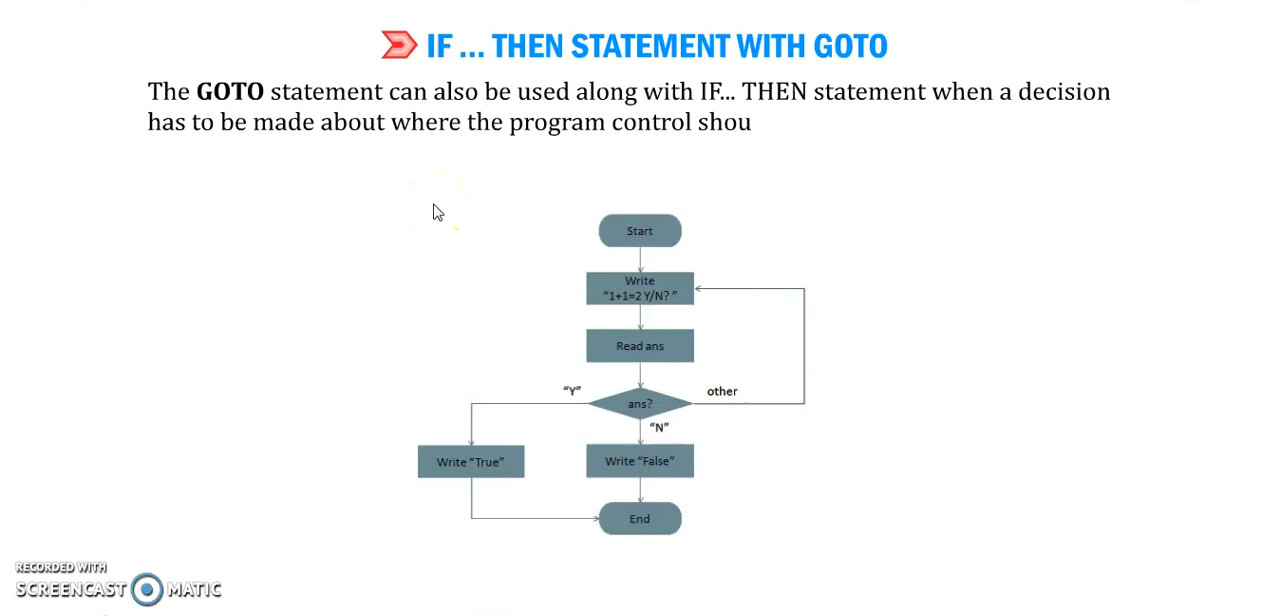 IF ... THEN STATEMENT WITH GOTO
The GOTO statement can also be used along with IF... THEN statement when a decision
has to be made about where the program control shou
Start
Write
"1+1=2 Y/N? "
Read ans
"Y"
ans?
other
"N"
Write "True"
Write "False"
End
RECORDED WITH
SCREENCAST MATIC